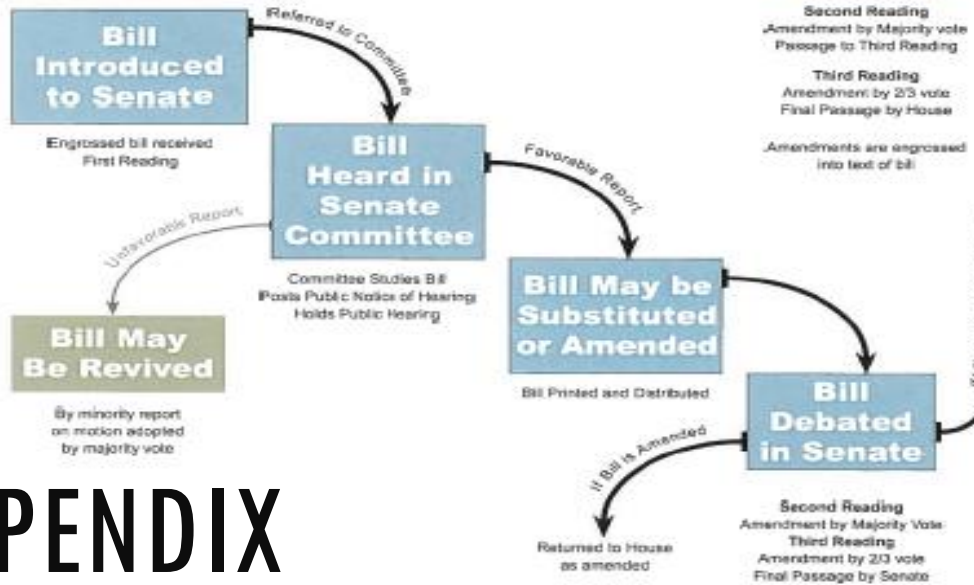 Bill
Introduced
to Senate
Engrossed bill received
First Reading
Referred to Committee
Bill
Heard in
Senate
Committee
Committee Studies Bill
Posts Public Notice of Hearing
Holds Public Hearing
Unfavorable Report
Bill May
Be Revived
By minority report
on motion adopted
by majority vote
Favorable Report
Bill May be
Substituted
or Amended
Bill Printed and Distributed
Bill
Debated
in Senate
Second Reading
Amendment by Majority Vote
Third Reading
Amendment by 2/3 vote
Final Passage by Senate
If Bill is Amended
Returned to House
as amended
Second Reading
Amendment by Majority vote
Passage to Third Reading
Third Reading
Amendment by 2/3 vote
Final Passage by House
Amendments are engrossed
into text of bill
PENDIX